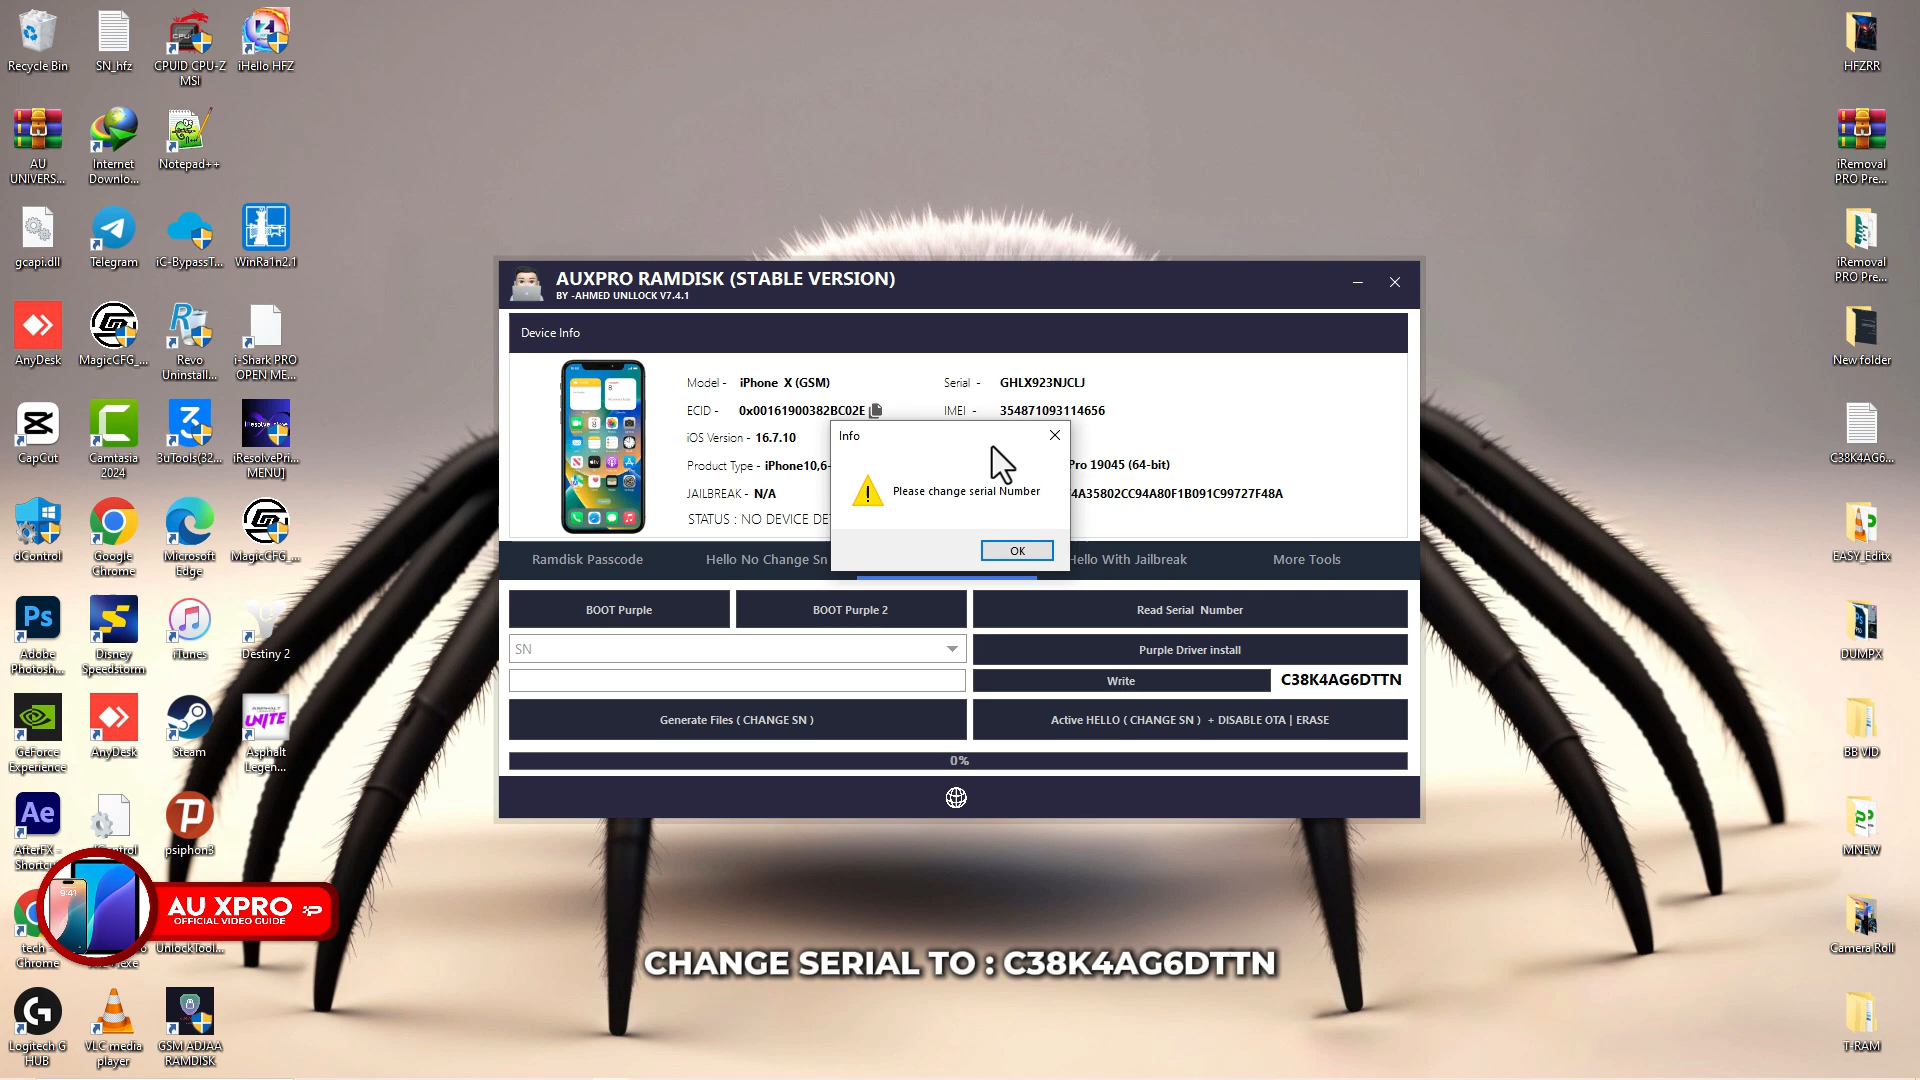 Recycle Bin
SN_hfz
CPUID CPU-Z
MSI
iHello HFZ
AU
UNIVERS...
Internet
Downlo...
Notepad++
gcapi.dll
Telegram
iC-BypassT...
WinRa1n2.1
AnyDesk
MagicCFG_...
Revo
Uninstall...
i-Shark PRO
OPEN ME...
CapCut
Camtasia
2024
3uTools(32...
iResolvePri...
MENU]
dControl
Google
Chrome
Microsoft
Edge
MagicCFG_...
Adobe
Photosh...
Disney
Speedstorm
iTunes
Destiny 2
GeForce
Experience
AnyDesk
Steam
Asphalt
Legen...
AfterFX -
psiphon3
tech -
Chrome
UnlockTool...
Logitech G
HUB
VLC media
player
GSM ADJAA
RAMDISK
AUXPRO RAMDISK (STABLE VERSION)
BY -AHMED UNLLOCK V7.4.1
Device Info
Model - iPhone X (GSM)
Serial - GHLX923NJCLJ
ECID - 0x00161900382BC02E
IMEI - 354871093114656
iOS Version - 16.7.10
Product Type - iPhone10,6-
Pro 19045 (64-bit)
JAILBREAK - N/A
4A35802CC94A80F1B091C99727F48A
STATUS : NO DEVICE DE
Info
Please change serial Number
OK
Ramdisk Passcode
Hello No Change Sn
Hello With Jailbreak
More Tools
BOOT Purple
BOOT Purple 2
Read Serial Number
SN
Purple Driver install
Write
C38K4AG6DTTN
Generate Files ( CHANGE SN )
Active HELLO ( CHANGE SN ) + DISABLE OTA | ERASE
0%
HFZRR
iRemoval
PRO Pre...
iRemoval
PRO Pre...
New folder
C38K4AG6...
EASY_Editx
DUMPX
BB VID
MNEW
Camera Roll
T-RAM
9:41
AU XPRO
OFFICIAL VIDEO GUIDE
CHANGE SERIAL TO : C38K4AG6DTTN